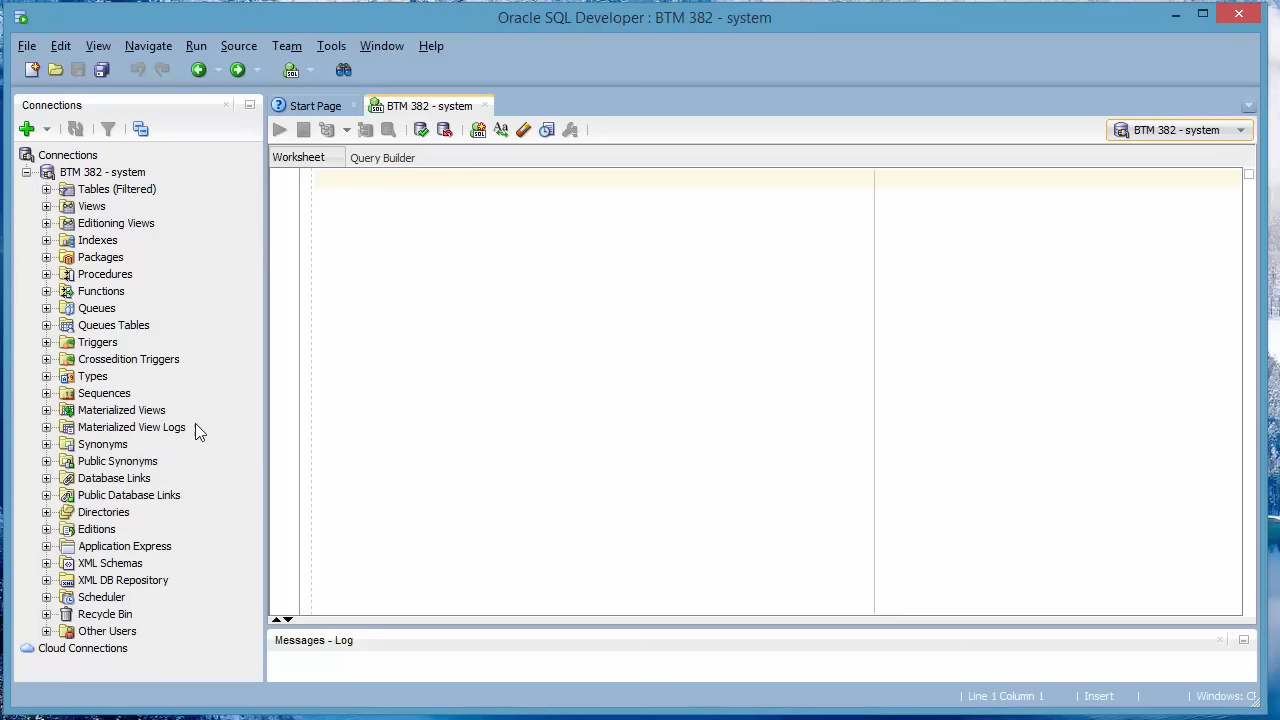 Oracle SQL Developer : BTM 382 - system
File Edit View Navigate Run Source Team Tools Window Help
Connections
Start Page
BTM 382 - system
BTM 382 - system
Worksheet Query Builder
Connections
BTM 382 - system
Tables (Filtered)
Views
Editioning Views
Indexes
Packages
Procedures
Functions
Queues
Queues Tables
Triggers
Crossedition Triggers
Types
Sequences
Materialized Views
Materialized View Logs
Synonyms
Public Synonyms
Database Links
Public Database Links
Directories
Editions
Application Express
XML Schemas
XML DB Repository
Scheduler
Recycle Bin
Other Users
Cloud Connections
Messages - Log
Line 1 Column 1 Insert Windows: